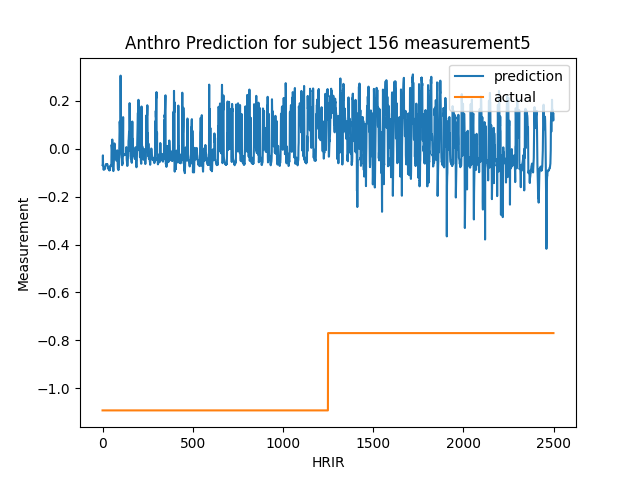 Anthro Prediction for subject 156 measurement5
prediction
actual
0.2
0.0
−0.2
−0.4
−0.6
−0.8
−1.0
Measurement
0 500 1000 1500 2000 2500
HRIR